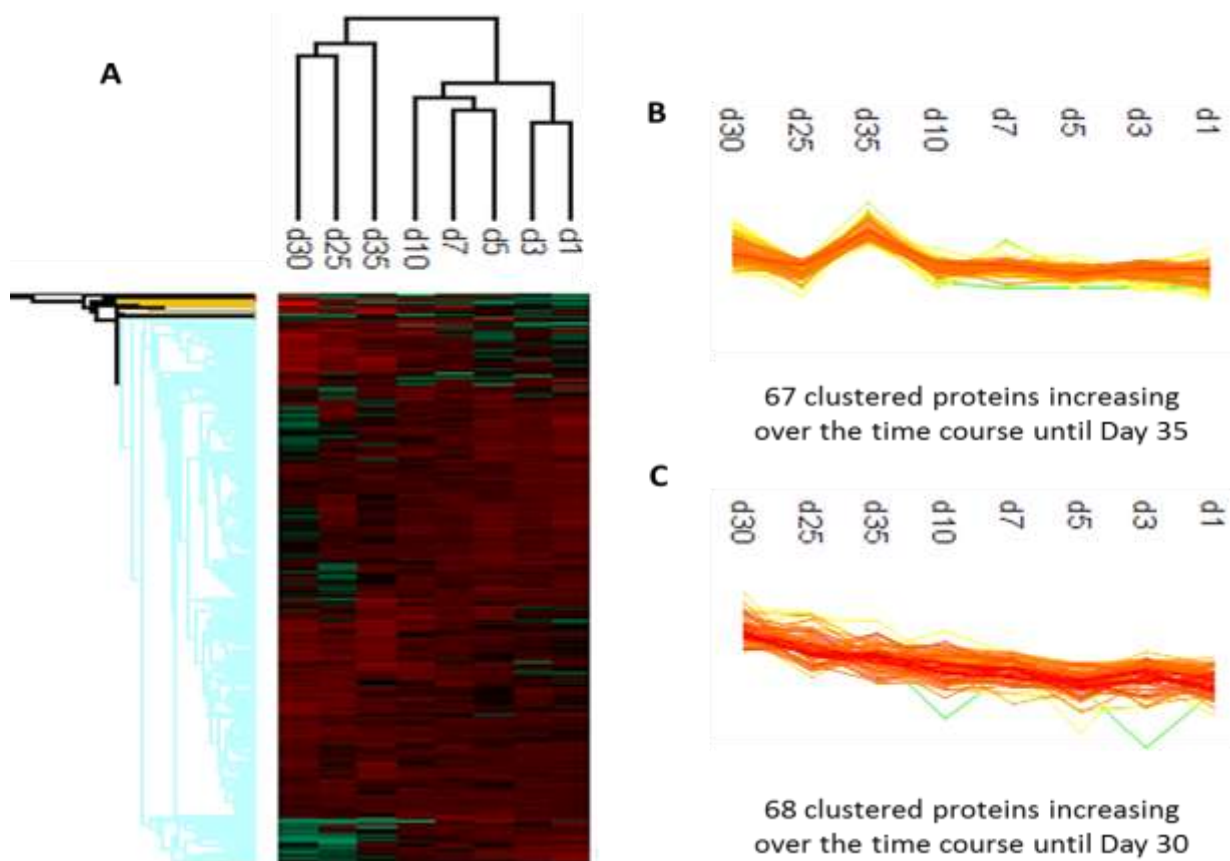 A
d30 d25 d35 d10 d7 d5 d3 d1
B
d30 d25 d35 d10 d7 d5 d3 d1
67 clustered proteins increasing
over the time course until Day 35
C
d30 d25 d35 d10 d7 d5 d3 d1
68 clustered proteins increasing
over the time course until Day 30